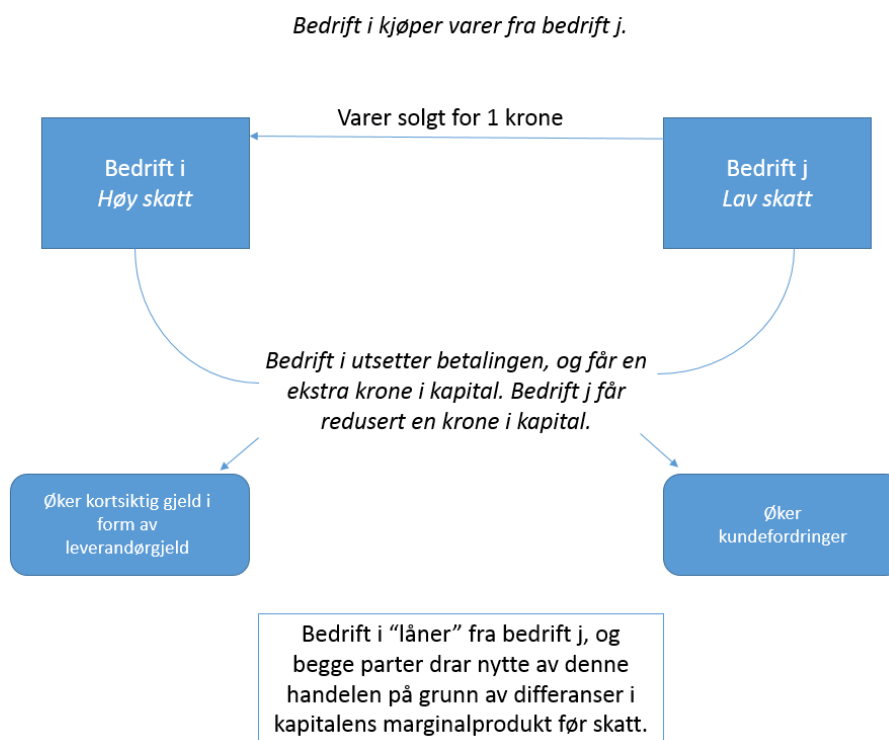 Bedrift i kjøper varer fra bedrift j.
Varer solgt for 1 krone
Bedrift i
Høy skatt
Bedrift j
Lav skatt
Bedrift i utsetter betalingen, og får en
ekstra krone i kapital. Bedrift j får
redusert en krone i kapital.
Øker kortsiktig gjeld i
form av
leverandørgjeld
Øker
kundefordringer
Bedrift i “låner” fra bedrift j, og
begge parter drar nytte av denne
handelen på grunn av differanser i
kapitalens marginalprodukt før skatt.